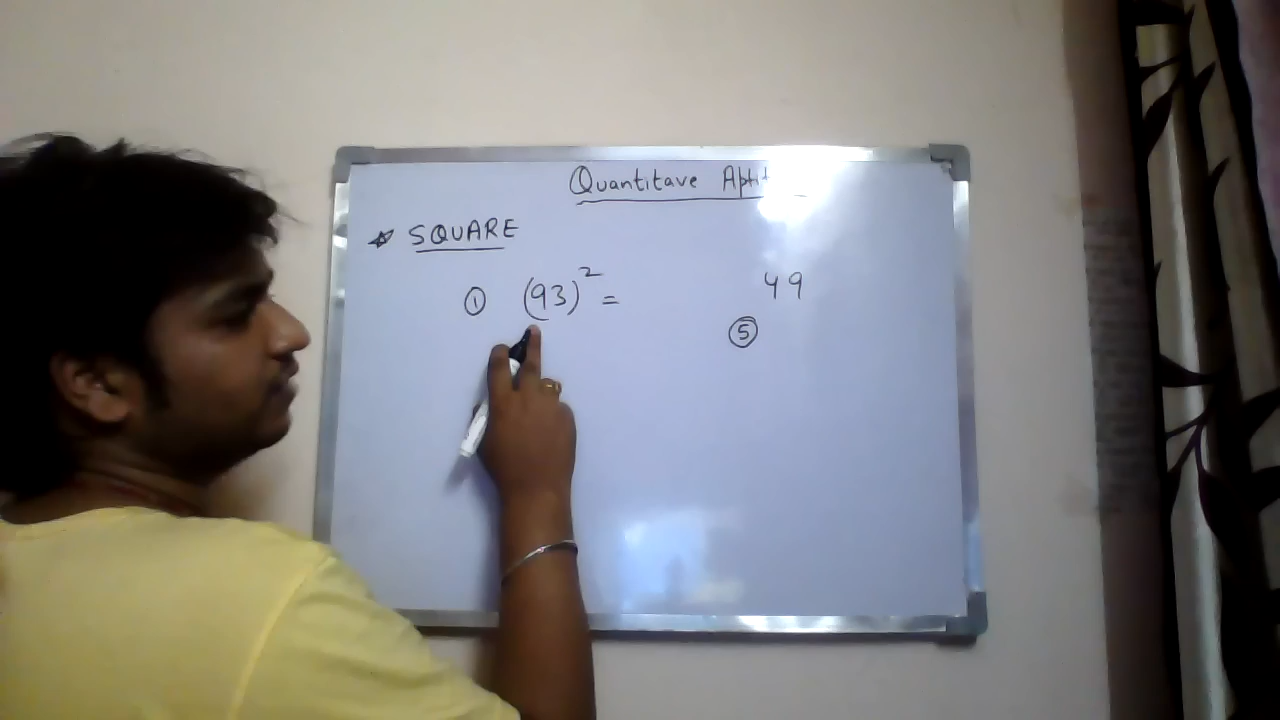 Quantitave
★ SQUARE
① (93)² = 49
⑤